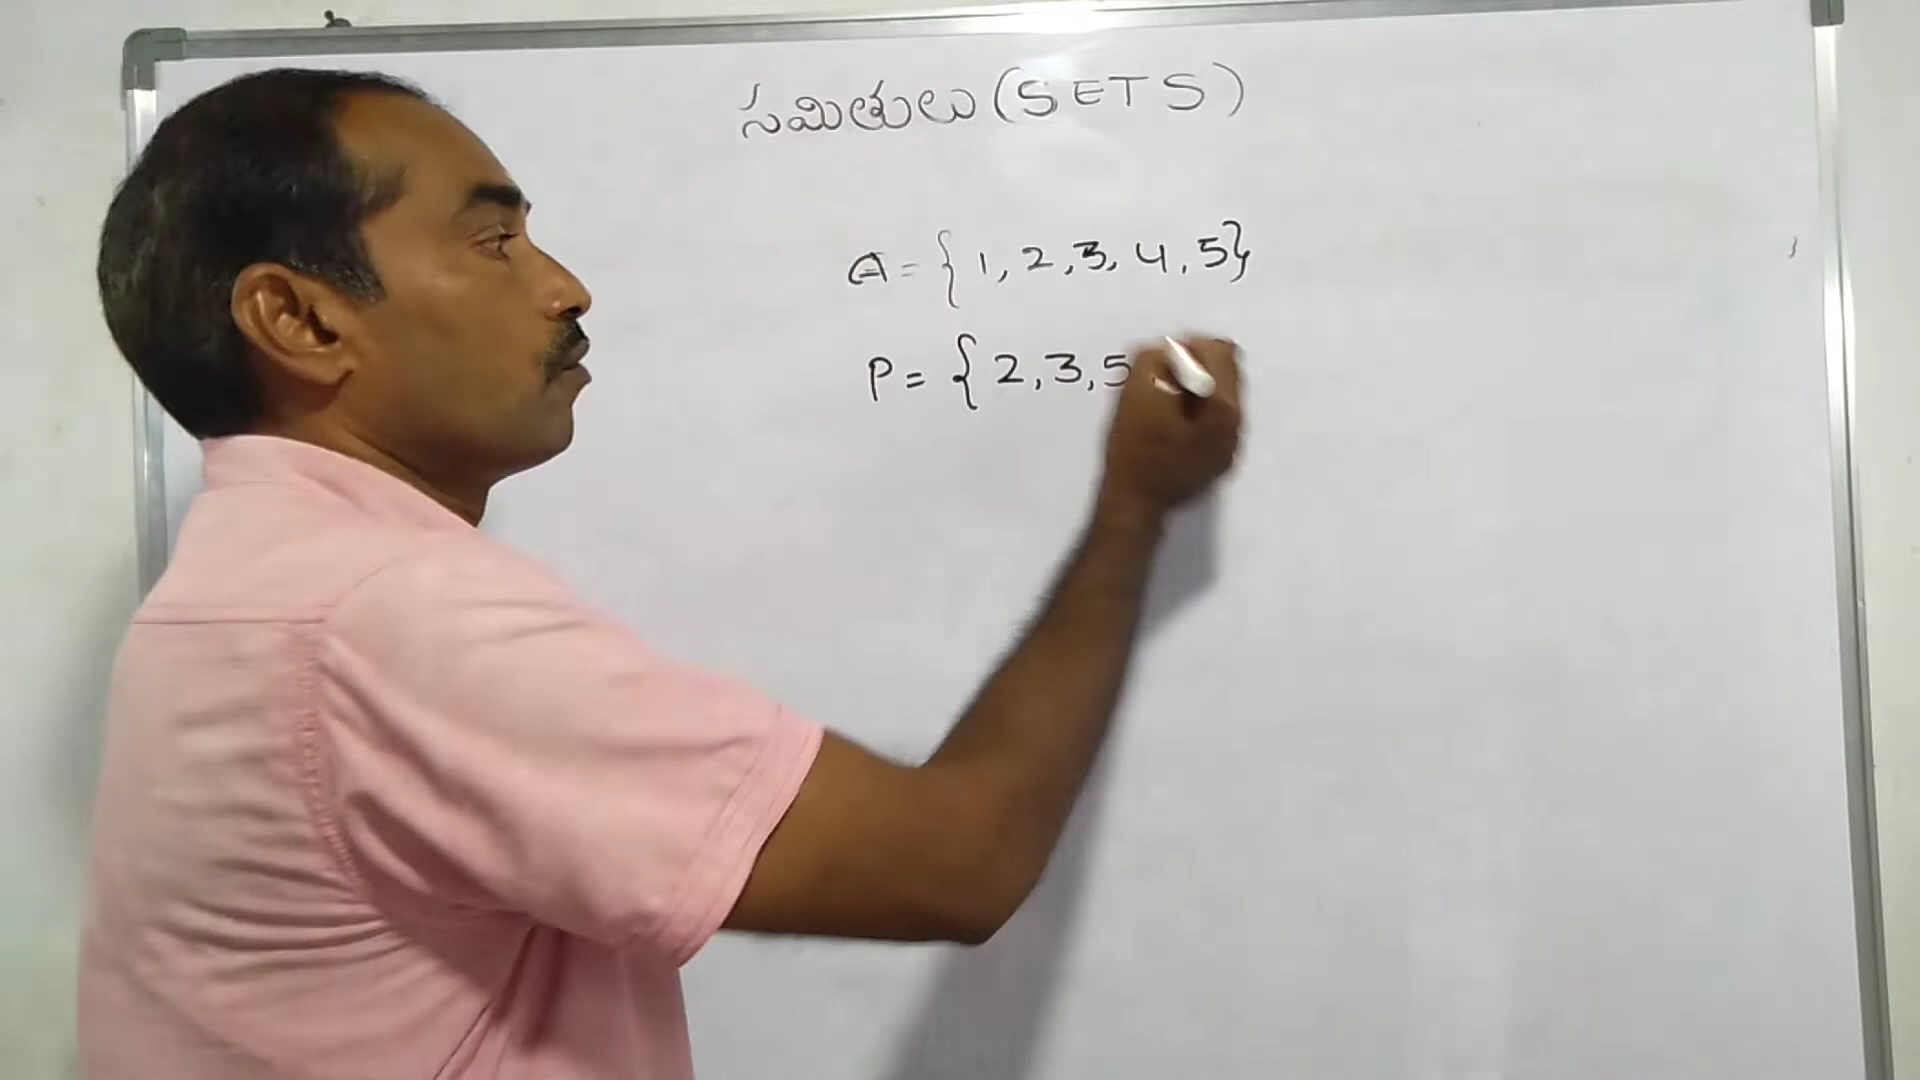 సమితులు (SETS)
A = { 1, 2, 3, 4, 5}
P = { 2, 3, 5